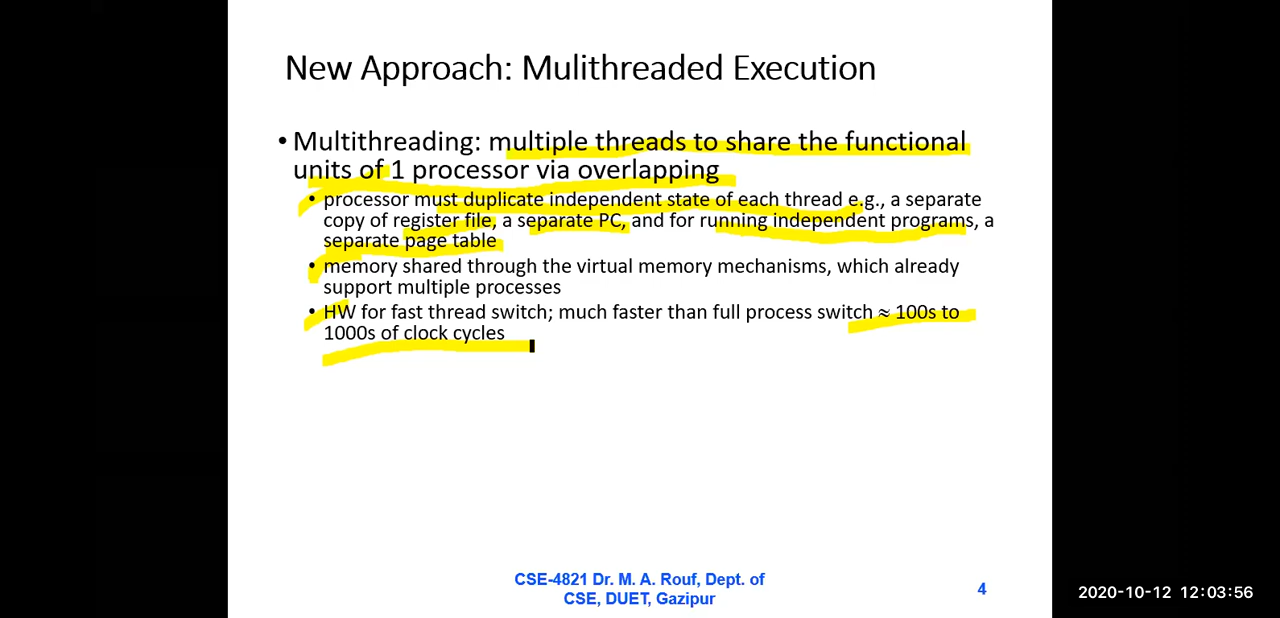 New Approach: Mulithreaded Execution
• Multithreading: multiple threads to share the functional
units of 1 processor via overlapping
• processor must duplicate independent state of each thread e.g., a separate
copy of register file, a separate PC, and for running independent programs, a
separate page table
• memory shared through the virtual memory mechanisms, which already
support multiple processes
• HW for fast thread switch; much faster than full process switch ≈ 100s to
1000s of clock cycles
CSE-4821 Dr. M. A. Rouf, Dept. of
CSE, DUET, Gazipur
4
2020-10-12 12:03:56